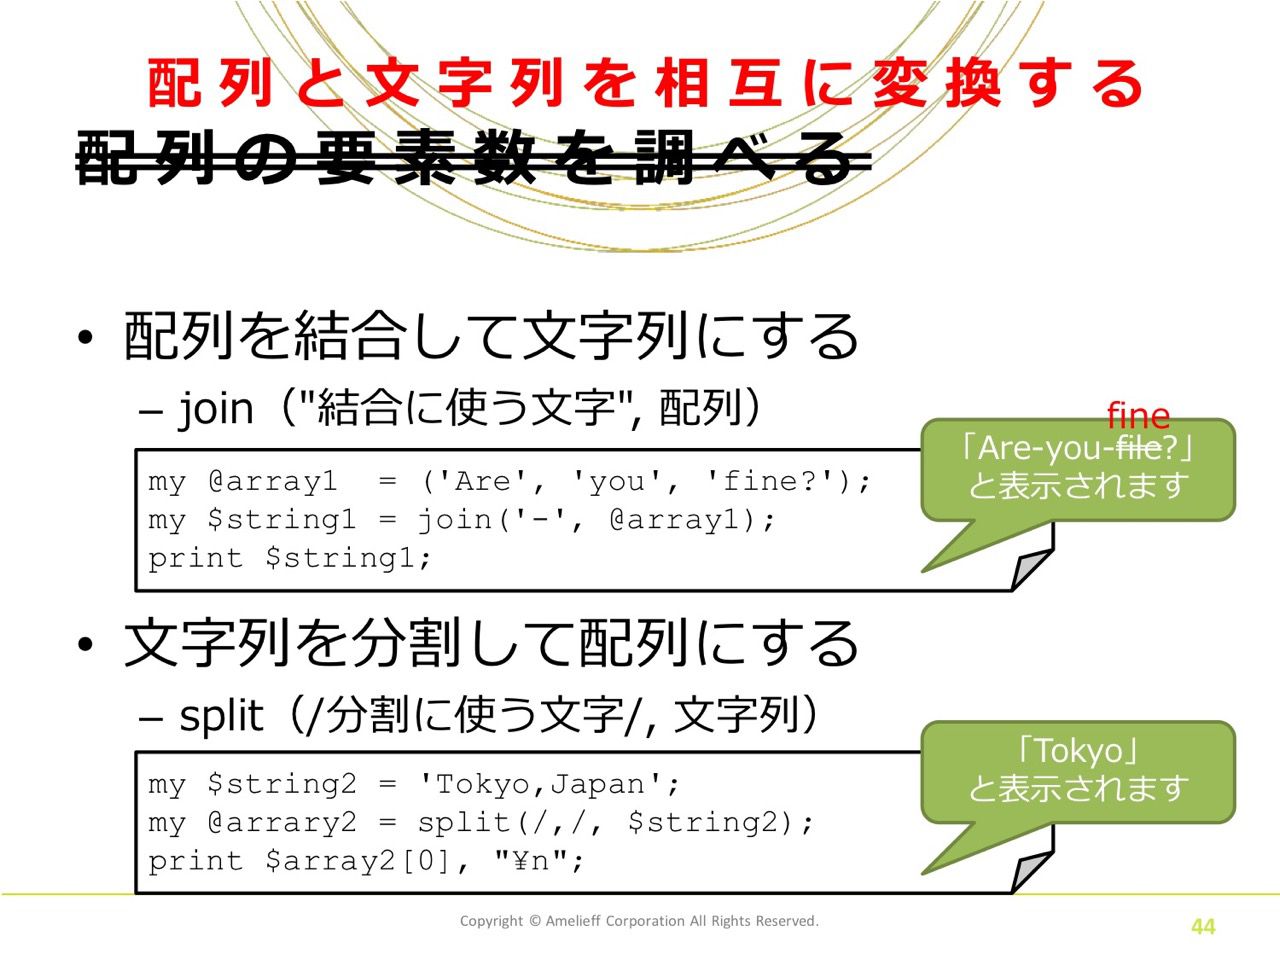 配列と文字列を相互に変換する
配列の要素数を調べる
• 配列を結合して文字列にする
– join（"結合に使う文字", 配列）
fine
「Are-you-file?」
と表示されます
my @array1  = ('Are', 'you', 'fine?');
my $string1 = join('-', @array1);
print $string1;
• 文字列を分割して配列にする
– split（/分割に使う文字/, 文字列）
「Tokyo」
と表示されます
my $string2 = 'Tokyo,Japan';
my @arrary2 = split(/,/, $string2);
print $array2[0], "¥n";
Copyright © Amelieff Corporation All Rights Reserved.
44